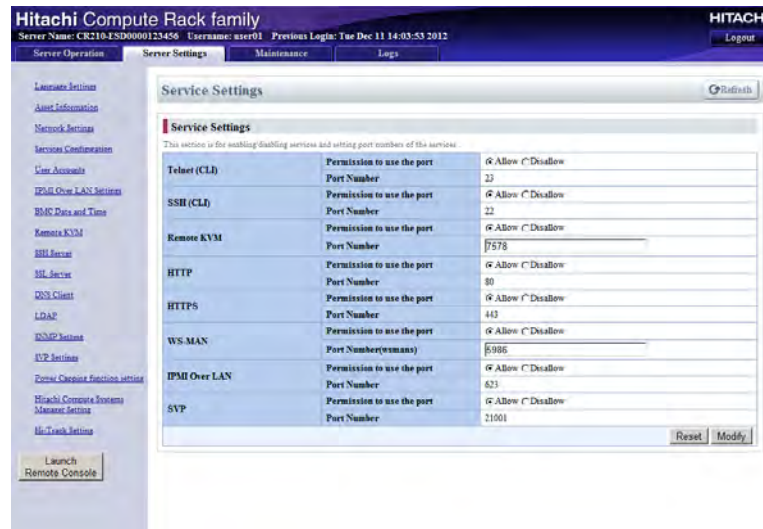 Hitachi Compute Rack family
HITACH
Server Name: CR210-ESD0000123456 Username: user01 Previous Login: Tue Dec 11 14:03:53 2012
Logout
Server Operation Server Settings Maintenance Logs
Language Settings
Asset Information
Network Settings
Services Configuration
User Accounts
IPMI Over LAN Settings
BMC Date and Time
Remote KVM
SSH Server
SSL Server
DNS Client
LDAP
SNMP Setting
SVP Settings
Power Capping function setting
Hitachi Compute Systems
Manager Setting
Hi-Track Setting
Launch
Remote Console
Service Settings
Refresh
Service Settings
This section is for enabling/disabling services and setting port numbers of the services.
Telnet (CLI) Permission to use the port Allow Disallow
Port Number 23
SSH (CLI) Permission to use the port Allow Disallow
Port Number 22
Remote KVM Permission to use the port Allow Disallow
Port Number 7578
HTTP Permission to use the port Allow Disallow
Port Number 80
HTTPS Permission to use the port Allow Disallow
Port Number 443
WS-MAN Permission to use the port Allow Disallow
Port Number(wsmans) 5986
IPMI Over LAN Permission to use the port Allow Disallow
Port Number 623
SVP Permission to use the port Allow Disallow
Port Number 21001
Reset Modify